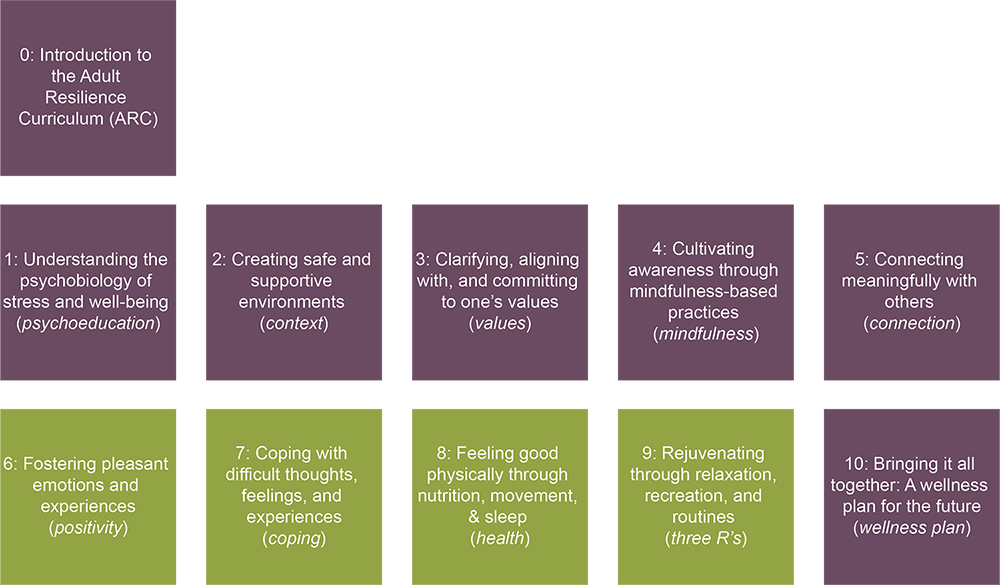 0: Introduction to
the Adult
Resilience
Curriculum (ARC)
1: Understanding the
psychobiology of
stress and well-being
(psychoeducation)
2: Creating safe and
supportive
environments
(context)
3: Clarifying, aligning
with, and committing
to one’s values
(values)
4: Cultivating
awareness through
mindfulness-based
practices
(mindfulness)
5: Connecting
meaningfully with
others
(connection)
6: Fostering pleasant
emotions and
experiences
(positivity)
7: Coping with
difficult thoughts,
feelings, and
experiences
(coping)
8: Feeling good
physically through
nutrition, movement,
& sleep
(health)
9: Rejuvenating
through relaxation,
recreation, and
routines
(three R’s)
10: Bringing it all
together: A wellness
plan for the future
(wellness plan)